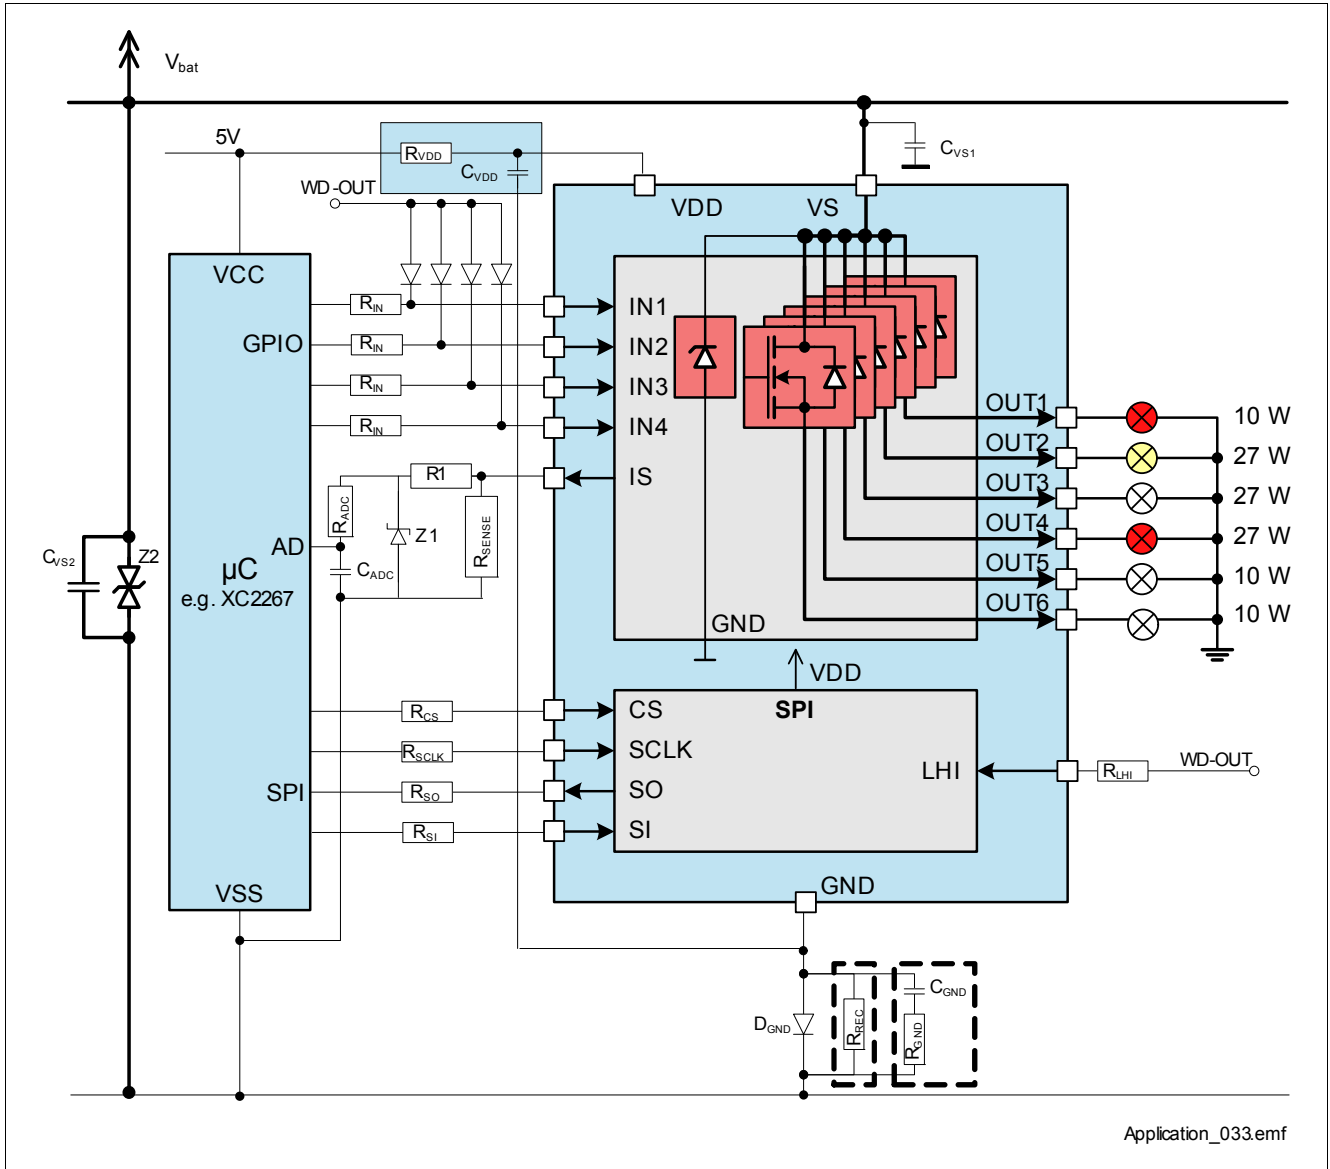 Vbat
5V
RVDD
CVDD
CVS1
WD-OUT
VDD
VS
VCC
RIN
IN1
GPIO
RIN
IN2
RIN
IN3
OUT1
10 W
RIN
IN4
OUT2
27 W
R1
IS
OUT3
27 W
RADC
Z1
RSENSE
OUT4
27 W
AD
CVS2
Z2
CADC
OUT5
10 W
µC
e.g. XC2267
OUT6
10 W
GND
VDD
RCS
CS
SPI
RSCLK
SCLK
LHI
RLHI
WD-OUT
SPI
RSO
SO
RSI
SI
VSS
GND
CGND
DGND
RREC
RGND
Application_033.emf